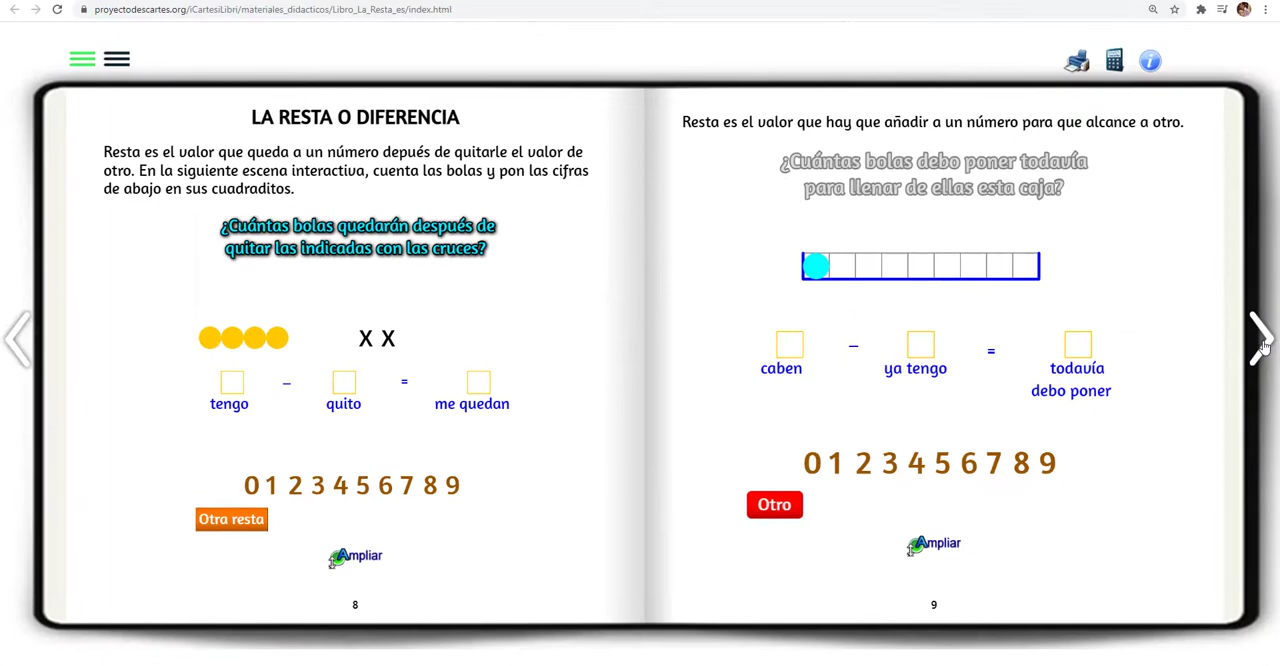 proyectodescartes.org/iCartesiLibri/materiales_didacticos/Libro_La_Resta_es/index.html
LA RESTA O DIFERENCIA
Resta es el valor que queda a un número depués de quitarle el valor de
otro. En la siguiente escena interactiva, cuenta las bolas y pon las cifras
de abajo en sus cuadraditos.
¿Cuántas bolas quedarán después de
quitar las indicadas con las cruces?
X X
– =
tengo quito me quedan
0 1 2 3 4 5 6 7 8 9
Otra resta
Ampliar
8
Resta es el valor que hay que añadir a un número para que alcance a otro.
¿Cuántas bolas debo poner todavía
para llenar de ellas esta caja?
– =
caben ya tengo todavía
debo poner
0 1 2 3 4 5 6 7 8 9
Otro
Ampliar
9